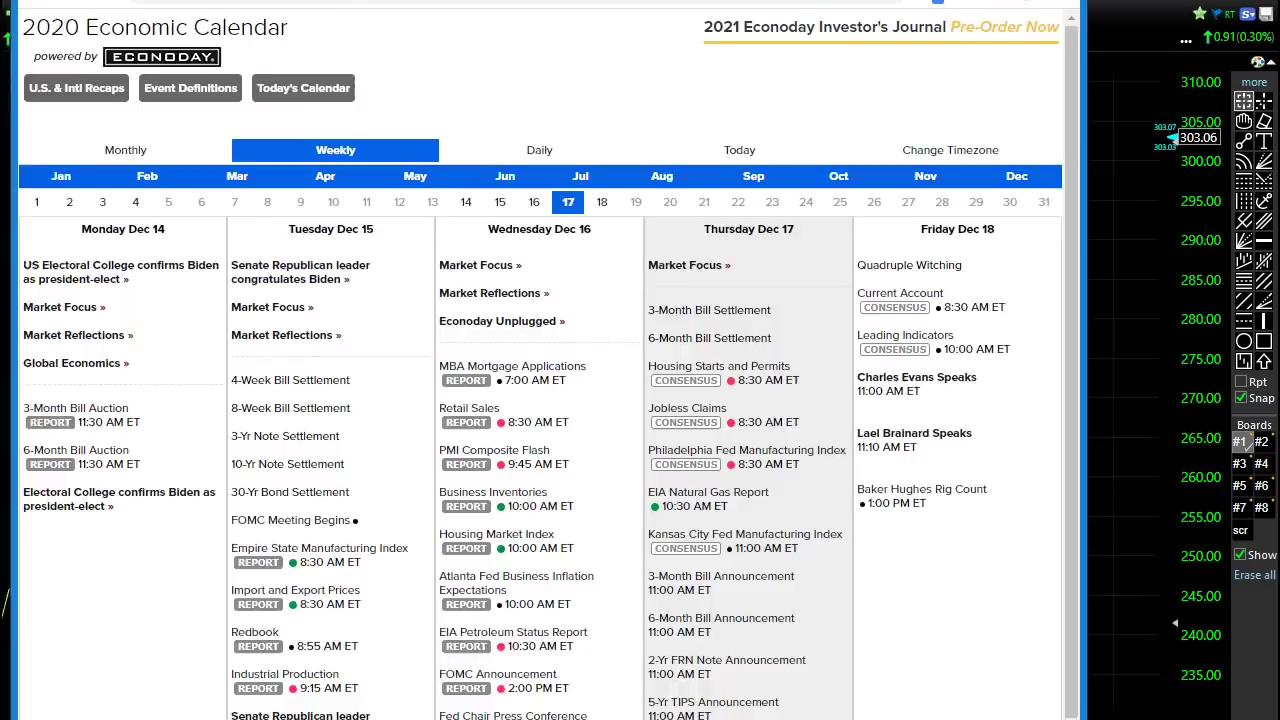 2020 Economic Calendar
2021 Econoday Investor's Journal Pre-Order Now
powered by ECONODAY
U.S. & Intl Recaps
Event Definitions
Today's Calendar
Monthly
Weekly
Daily
Today
Change Timezone
Jan Feb Mar Apr May Jun Jul Aug Sep Oct Nov Dec
1 2 3 4 5 6 7 8 9 10 11 12 13 14 15 16 17 18 19 20 21 22 23 24 25 26 27 28 29 30 31
Monday Dec 14
US Electoral College confirms Biden
as president-elect »
Market Focus »
Market Reflections »
Global Economics »
3-Month Bill Auction
REPORT 11:30 AM ET
6-Month Bill Auction
REPORT 11:30 AM ET
Electoral College confirms Biden as
president-elect »
Tuesday Dec 15
Senate Republican leader
congratulates Biden »
Market Focus »
Market Reflections »
4-Week Bill Settlement
8-Week Bill Settlement
3-Yr Note Settlement
10-Yr Note Settlement
30-Yr Bond Settlement
FOMC Meeting Begins
Empire State Manufacturing Index
REPORT 8:30 AM ET
Import and Export Prices
REPORT 8:30 AM ET
Redbook
REPORT 8:55 AM ET
Industrial Production
REPORT 9:15 AM ET
Senate Republican leader
Wednesday Dec 16
Market Focus »
Market Reflections »
Econoday Unplugged »
MBA Mortgage Applications
REPORT 7:00 AM ET
Retail Sales
REPORT 8:30 AM ET
PMI Composite Flash
REPORT 9:45 AM ET
Business Inventories
REPORT 10:00 AM ET
Housing Market Index
REPORT 10:00 AM ET
Atlanta Fed Business Inflation
Expectations
REPORT 10:00 AM ET
EIA Petroleum Status Report
REPORT 10:30 AM ET
FOMC Announcement
REPORT 2:00 PM ET
Fed Chair Press Conference
Thursday Dec 17
Market Focus »
3-Month Bill Settlement
6-Month Bill Settlement
Housing Starts and Permits
CONSENSUS 8:30 AM ET
Jobless Claims
CONSENSUS 8:30 AM ET
Philadelphia Fed Manufacturing Index
CONSENSUS 8:30 AM ET
EIA Natural Gas Report
10:30 AM ET
Kansas City Fed Manufacturing Index
CONSENSUS 11:00 AM ET
3-Month Bill Announcement
11:00 AM ET
6-Month Bill Announcement
11:00 AM ET
2-Yr FRN Note Announcement
11:00 AM ET
5-Yr TIPS Announcement
11:00 AM ET
Friday Dec 18
Quadruple Witching
Current Account
CONSENSUS 8:30 AM ET
Leading Indicators
CONSENSUS 10:00 AM ET
Charles Evans Speaks
11:00 AM ET
Lael Brainard Speaks
11:10 AM ET
Baker Hughes Rig Count
1:00 PM ET
RT
S
... 0.91(0.30%)
310.00
305.00
303.07
303.06
303.03
300.00
295.00
290.00
285.00
280.00
275.00
270.00
265.00
260.00
255.00
250.00
245.00
240.00
235.00
more
T
Rpt
Snap
Boards
#1 #2
#3 #4
#5 #6
#7 #8
scr
Show
Erase all